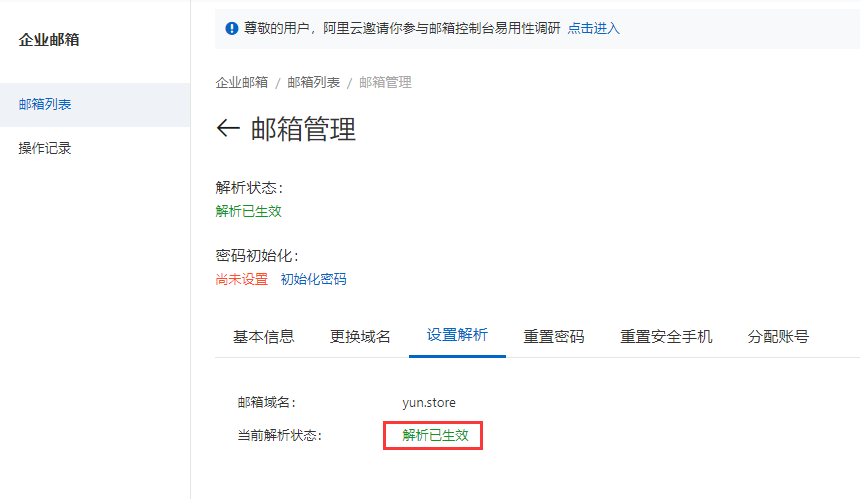 企业邮箱
邮箱列表
操作记录
尊敬的用户，阿里云邀请你参与邮箱控制台易用性调研 点击进入
企业邮箱 / 邮箱列表 / 邮箱管理
← 邮箱管理
解析状态：
解析已生效
密码初始化：
尚未设置 初始化密码
基本信息 更换域名 设置解析 重置密码 重置安全手机 分配账号
邮箱域名： yun.store
当前解析状态： 解析已生效